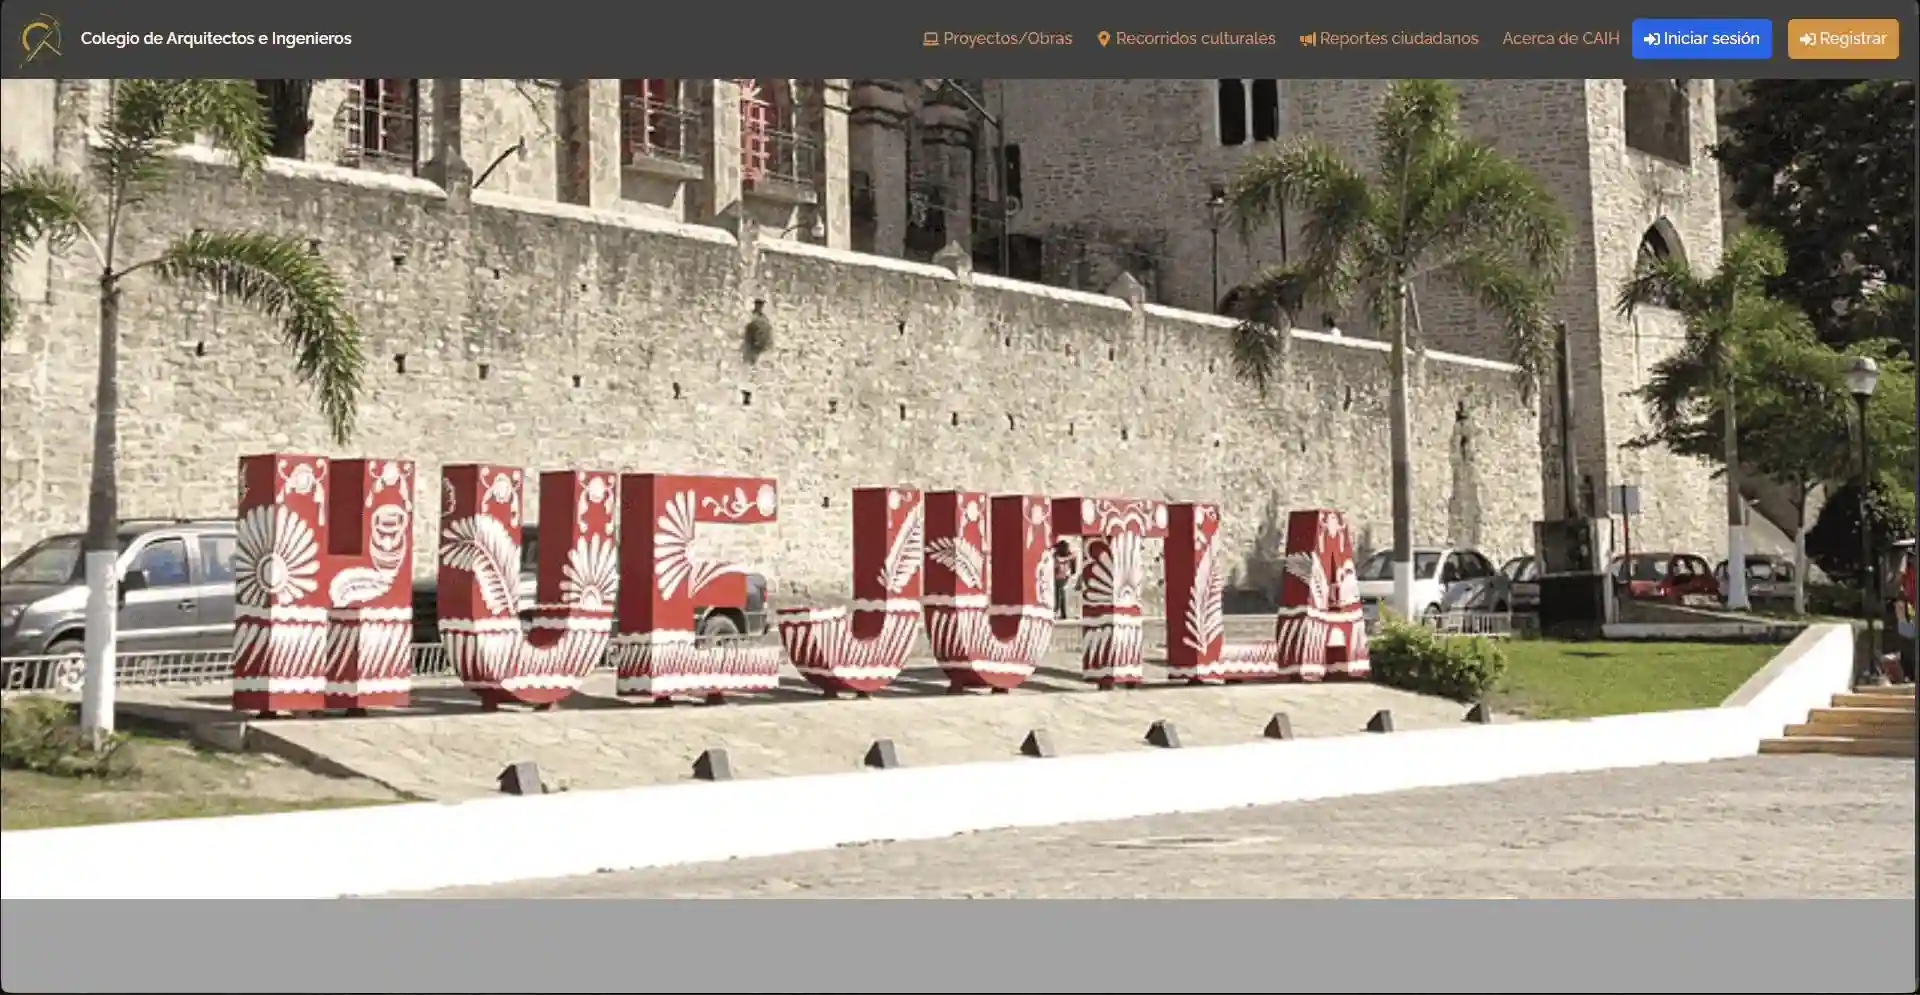 Colegio de Arquitectos e Ingenieros
Proyectos/Obras
Recorridos culturales
Reportes ciudadanos
Acerca de CAIH
Iniciar sesión
Registrar
HUEJUTLA